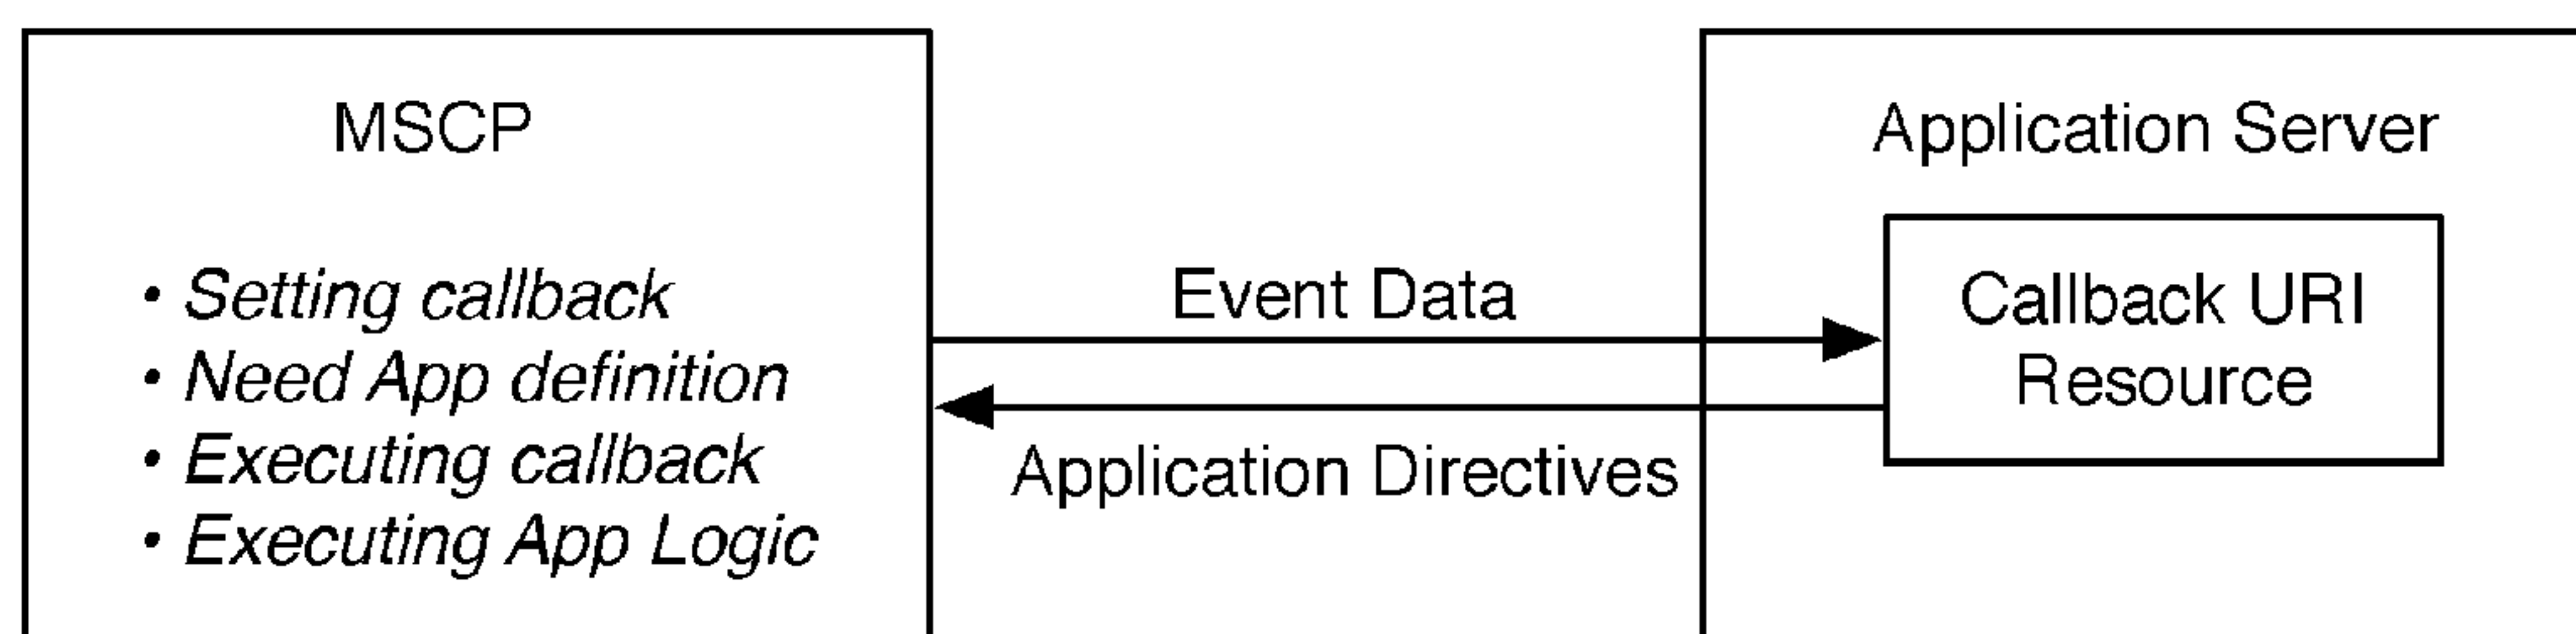 MSCP
• Setting callback
• Need App definition
• Executing callback
• Executing App Logic
Event Data
Application Directives
Application Server
Callback URI
Resource